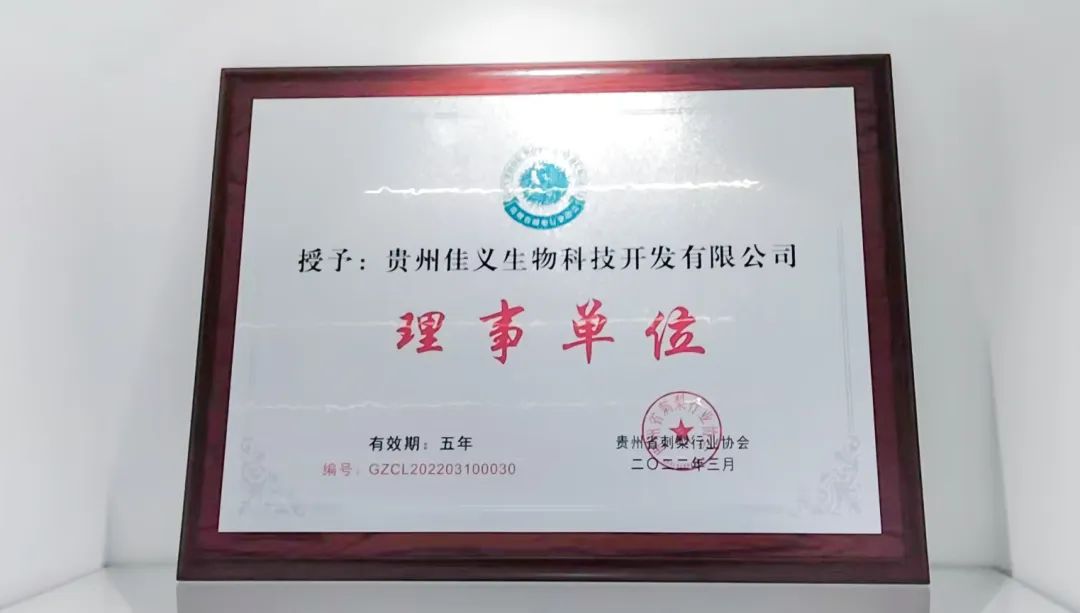 授予：贵州佳义生物科技开发有限公司
理事单位
有效期：五年
编号：GZCL202203100030
贵州省刺梨行业协会
二〇二二年三月